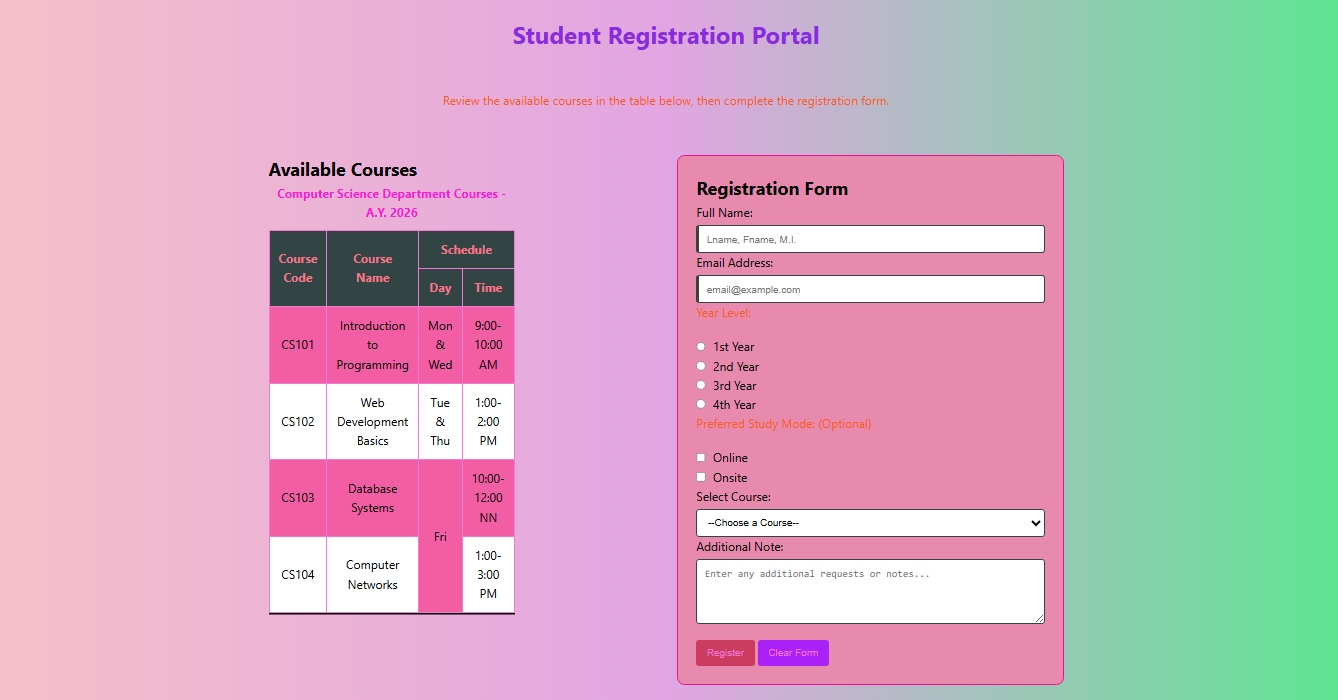 Student Registration Portal
Review the available courses in the table below, then complete the registration form.
Available Courses
Computer Science Department Courses -
A.Y. 2026
Course
Code
Course
Name
Schedule
Day
Time
CS101
Introduction
to
Programming
Mon
&
Wed
9:00-
10:00
AM
CS102
Web
Development
Basics
Tue
&
Thu
1:00-
2:00
PM
CS103
Database
Systems
Fri
10:00-
12:00
NN
CS104
Computer
Networks
1:00-
3:00
PM
Registration Form
Full Name:
Lname, Fname, M.I.
Email Address:
email@example.com
Year Level:
1st Year
2nd Year
3rd Year
4th Year
Preferred Study Mode: (Optional)
Online
Onsite
Select Course:
--Choose a Course--
Additional Note:
Enter any additional requests or notes...
Register
Clear Form